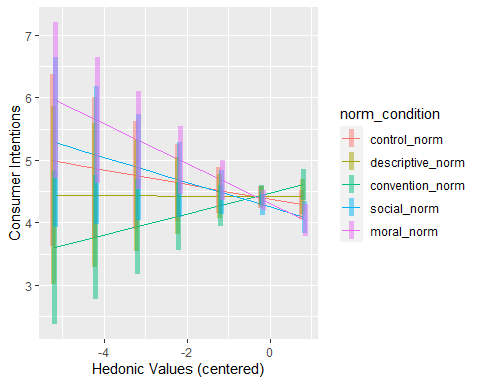 7
6
5
4
3
Consumer Intentions
-4
-2
0
Hedonic Values (centered)
norm_condition
control_norm
descriptive_norm
convention_norm
social_norm
moral_norm